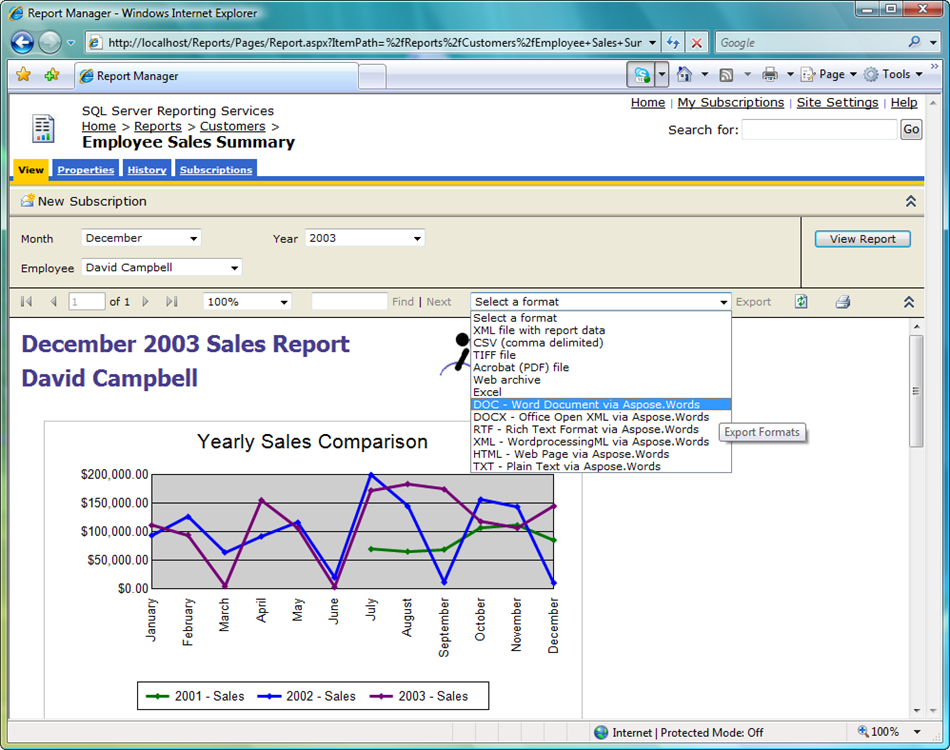 Report Manager - Windows Internet Explorer
http://localhost/Reports/Pages/Report.aspx?ItemPath=%2fReports%2fCustomers%2fEmployee+Sales+Sur
Google
Report Manager
Page
Tools
SQL Server Reporting Services
Home | My Subscriptions | Site Settings | Help
Home > Reports > Customers >
Employee Sales Summary
Search for:
Go
View
Properties
History
Subscriptions
New Subscription
Month
December
Year
2003
View Report
Employee
David Campbell
1
of 1
100%
Find | Next
Select a format
Export
Select a format
XML file with report data
CSV (comma delimited)
TIFF file
Acrobat (PDF) file
Web archive
Excel
DOC - Word Document via Aspose.Words
DOCX - Office Open XML via Aspose.Words
RTF - Rich Text Format via Aspose.Words
XML - WordprocessingML via Aspose.Words
HTML - Web Page via Aspose.Words
TXT - Plain Text via Aspose.Words
Export Formats
December 2003 Sales Report
David Campbell
Yearly Sales Comparison
$200,000.00
$150,000.00
$100,000.00
$50,000.00
$0.00
January
February
March
April
May
June
July
August
September
October
November
December
2001 - Sales
2002 - Sales
2003 - Sales
Internet | Protected Mode: Off
100%